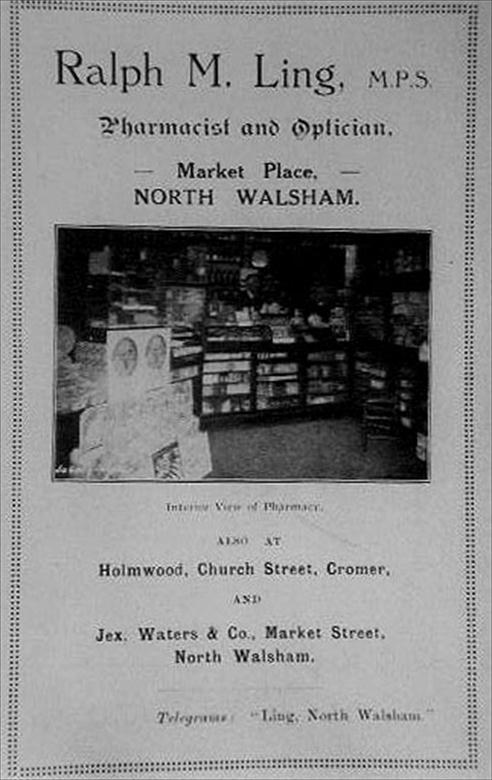 Ralph M. Ling, M.P.S.
Pharmacist and Optician,
— Market Place, —
NORTH WALSHAM.
Interior View of Pharmacy.
ALSO AT
Holmwood, Church Street, Cromer,
AND
Jex, Waters & Co., Market Street,
North Walsham.
Telegrams: "Ling, North Walsham."